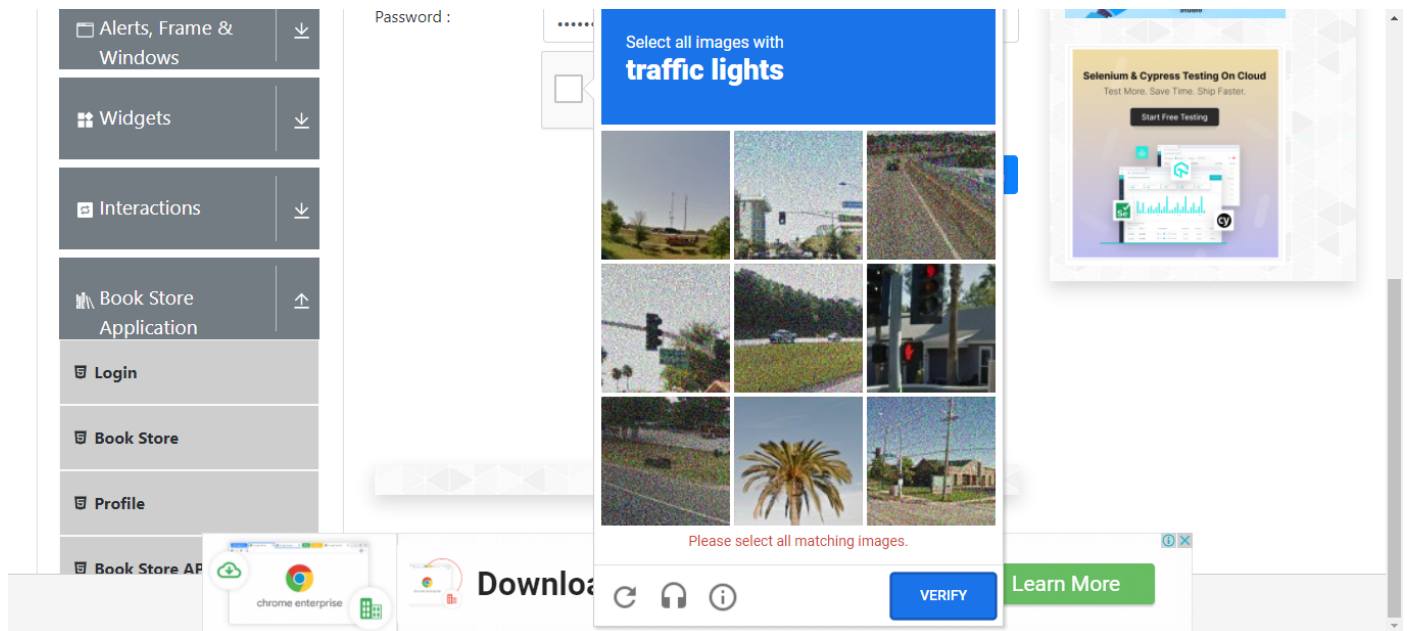 Alerts, Frame &
Windows
Widgets
Interactions
Book Store
Application
Login
Book Store
Profile
Book Store AP
Password :
Select all images with
traffic lights
Please select all matching images.
VERIFY
Selenium & Cypress Testing On Cloud
Test More. Save Time. Ship Faster.
Start Free Testing
Se
cy
chrome enterprise
Downloa
Learn More